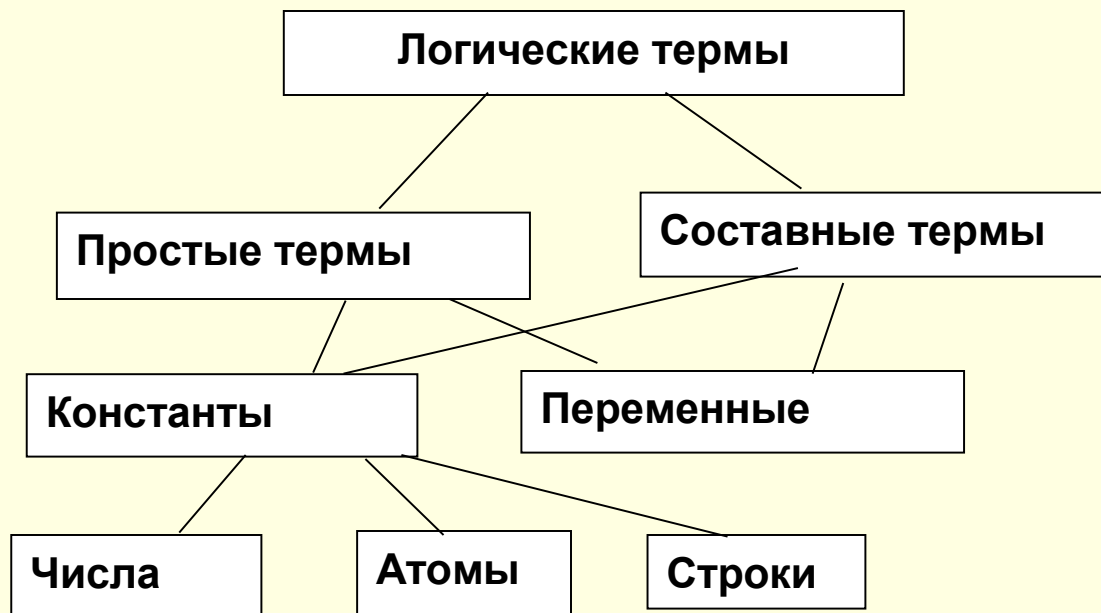 Логические термы
Простые термы
Составные термы
Константы
Переменные
Числа
Атомы
Строки